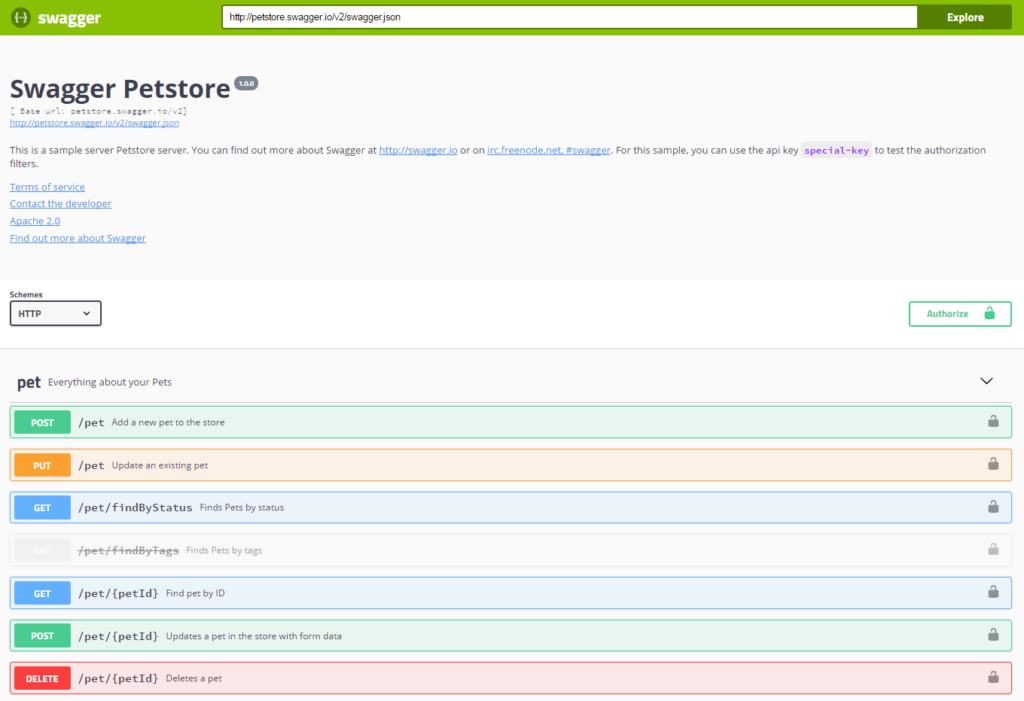 swagger
http://petstore.swagger.io/v2/swagger.json
Explore
Swagger Petstore 1.0.0
[ Base url: petstore.swagger.io/v2]
http://petstore.swagger.io/v2/swagger.json
This is a sample server Petstore server. You can find out more about Swagger at http://swagger.io or on irc.freenode.net, #swagger. For this sample, you can use the api key special-key to test the authorization
filters.
Terms of service
Contact the developer
Apache 2.0
Find out more about Swagger
Schemes
HTTP
Authorize
pet Everything about your Pets
POST /pet Add a new pet to the store
PUT /pet Update an existing pet
GET /pet/findByStatus Finds Pets by status
GET /pet/findByTags Finds Pets by tags
GET /pet/{petId} Find pet by ID
POST /pet/{petId} Updates a pet in the store with form data
DELETE /pet/{petId} Deletes a pet